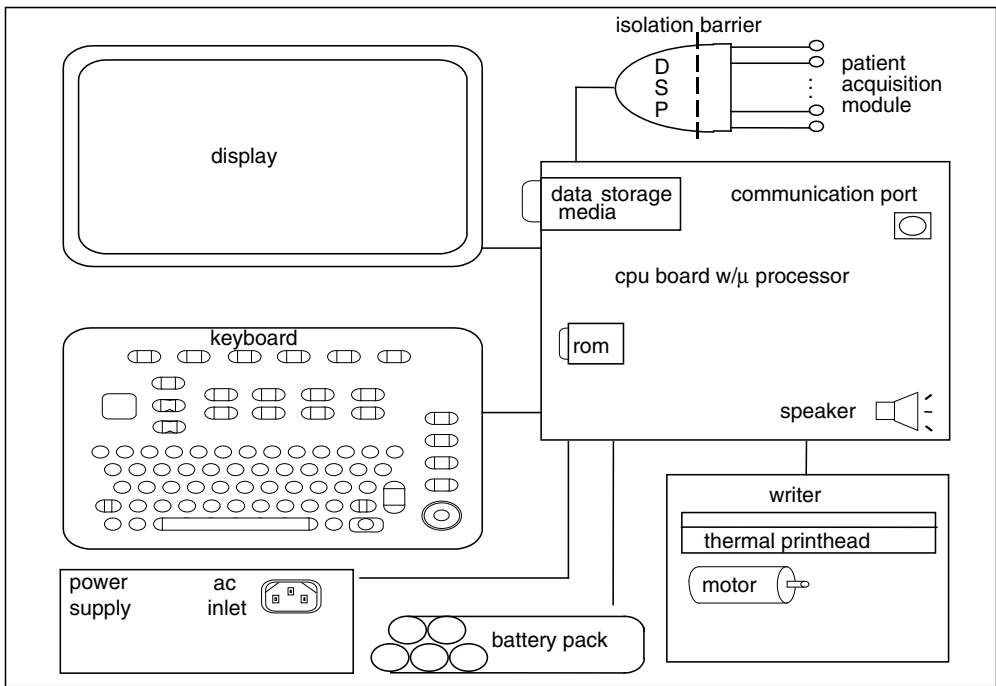 isolation barrier
D
S
P
patient
acquisition
module
display
data storage
media
communication port
cpu board w/μ processor
keyboard
rom
speaker
writer
thermal printhead
motor
power
supply
ac
inlet
battery pack